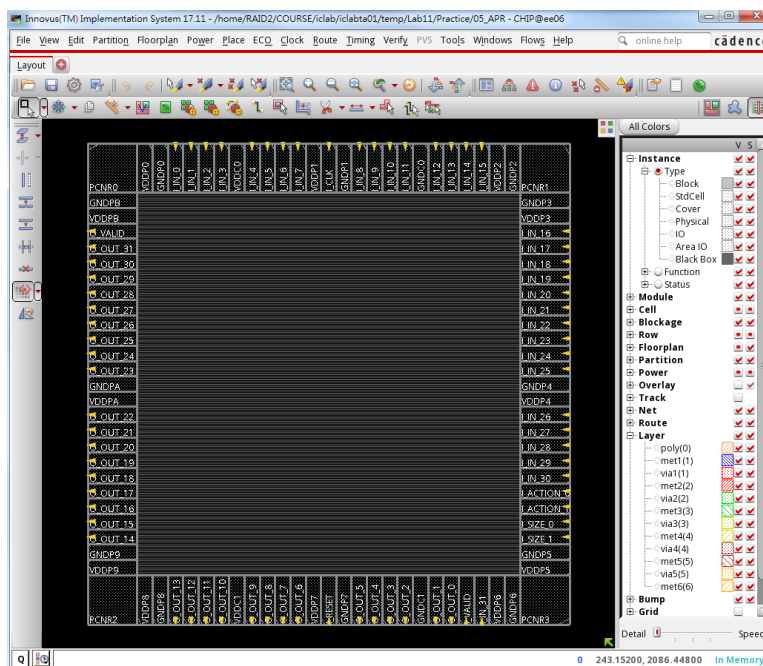 Innovus(TM) Implementation System 17.11 - /home/RAID2/COURSE/iclab/iclabta01/temp/Lab11/Practice/05_APR - CHIP@ee06
File View Edit Partition Floorplan Power Place ECO Clock Route Timing Verify PVS Tools Windows Flows Help
online help cādence
Layout
All Colors
V S
Instance
Type
Block
StdCell
Cover
Physical
IO
Area IO
Black Box
Function
Status
Module
Cell
Blockage
Row
Floorplan
Partition
Power
Overlay
Track
Net
Route
Layer
poly(0)
met1(1)
via1(1)
met2(2)
via2(2)
met3(3)
via3(3)
met4(4)
via4(4)
met5(5)
via5(5)
met6(6)
Bump
Grid
Detail Speed
PCNR0 VDDP0 GNDP0 I_IN_0 I_IN_1 I_IN_2 I_IN_3 VDDC0 I_IN_4 I_IN_5 I_IN_6 I_IN_7 VDDP1 I_CLK GNDP1 I_IN_8 I_IN_9 I_IN_10 I_IN_11 GNDC0 I_IN_12 I_IN_13 I_IN_14 I_IN_15 VDDP2 GNDP2 PCNR1
GNDPB GNDP3
VDDPB VDDP3
O_VALID I_IN_16
O_OUT_31 I_IN_17
O_OUT_30 I_IN_18
O_OUT_29 I_IN_19
O_OUT_28 I_IN_20
O_OUT_27 I_IN_21
O_OUT_26 I_IN_22
O_OUT_25 I_IN_23
O_OUT_24 I_IN_24
O_OUT_23 I_IN_25
GNDPA GNDP4
VDDPA VDDP4
O_OUT_22 I_IN_26
O_OUT_21 I_IN_27
O_OUT_20 I_IN_28
O_OUT_19 I_IN_29
O_OUT_18 I_IN_30
O_OUT_17 I_ACTION_0
O_OUT_16 I_ACTION
O_OUT_15 I_SIZE_0
O_OUT_14 I_SIZE_1
GNDP9 GNDP5
VDDP9 VDDP5
PCNR2 VDDP8 GNDP8 O_OUT_13 O_OUT_12 O_OUT_11 O_OUT_10 VDDC1 O_OUT_9 O_OUT_8 O_OUT_7 O_OUT_6 VDDP7 I_RESET GNDP7 O_OUT_5 O_OUT_4 O_OUT_3 O_OUT_2 GNDC1 O_OUT_1 O_OUT_0 I_VALID I_IN_31 VDDP6 GNDP6 PCNR3
Q 0 243.15200, 2086.44800 In Memory